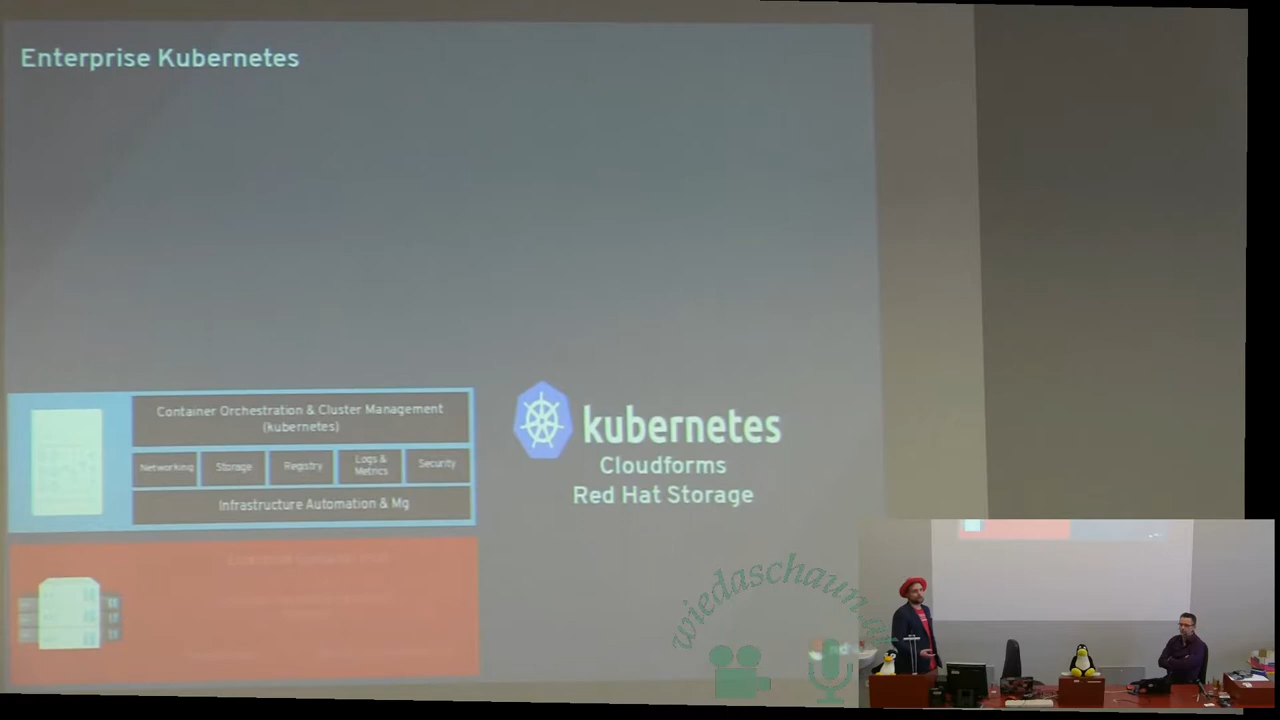 Enterprise Kubernetes
Container Orchestration & Cluster Management
(kubernetes)
Networking
Storage
Registry
Logs &
Metrics
Security
Infrastructure Automation & Mg
kubernetes
Cloudforms
Red Hat Storage